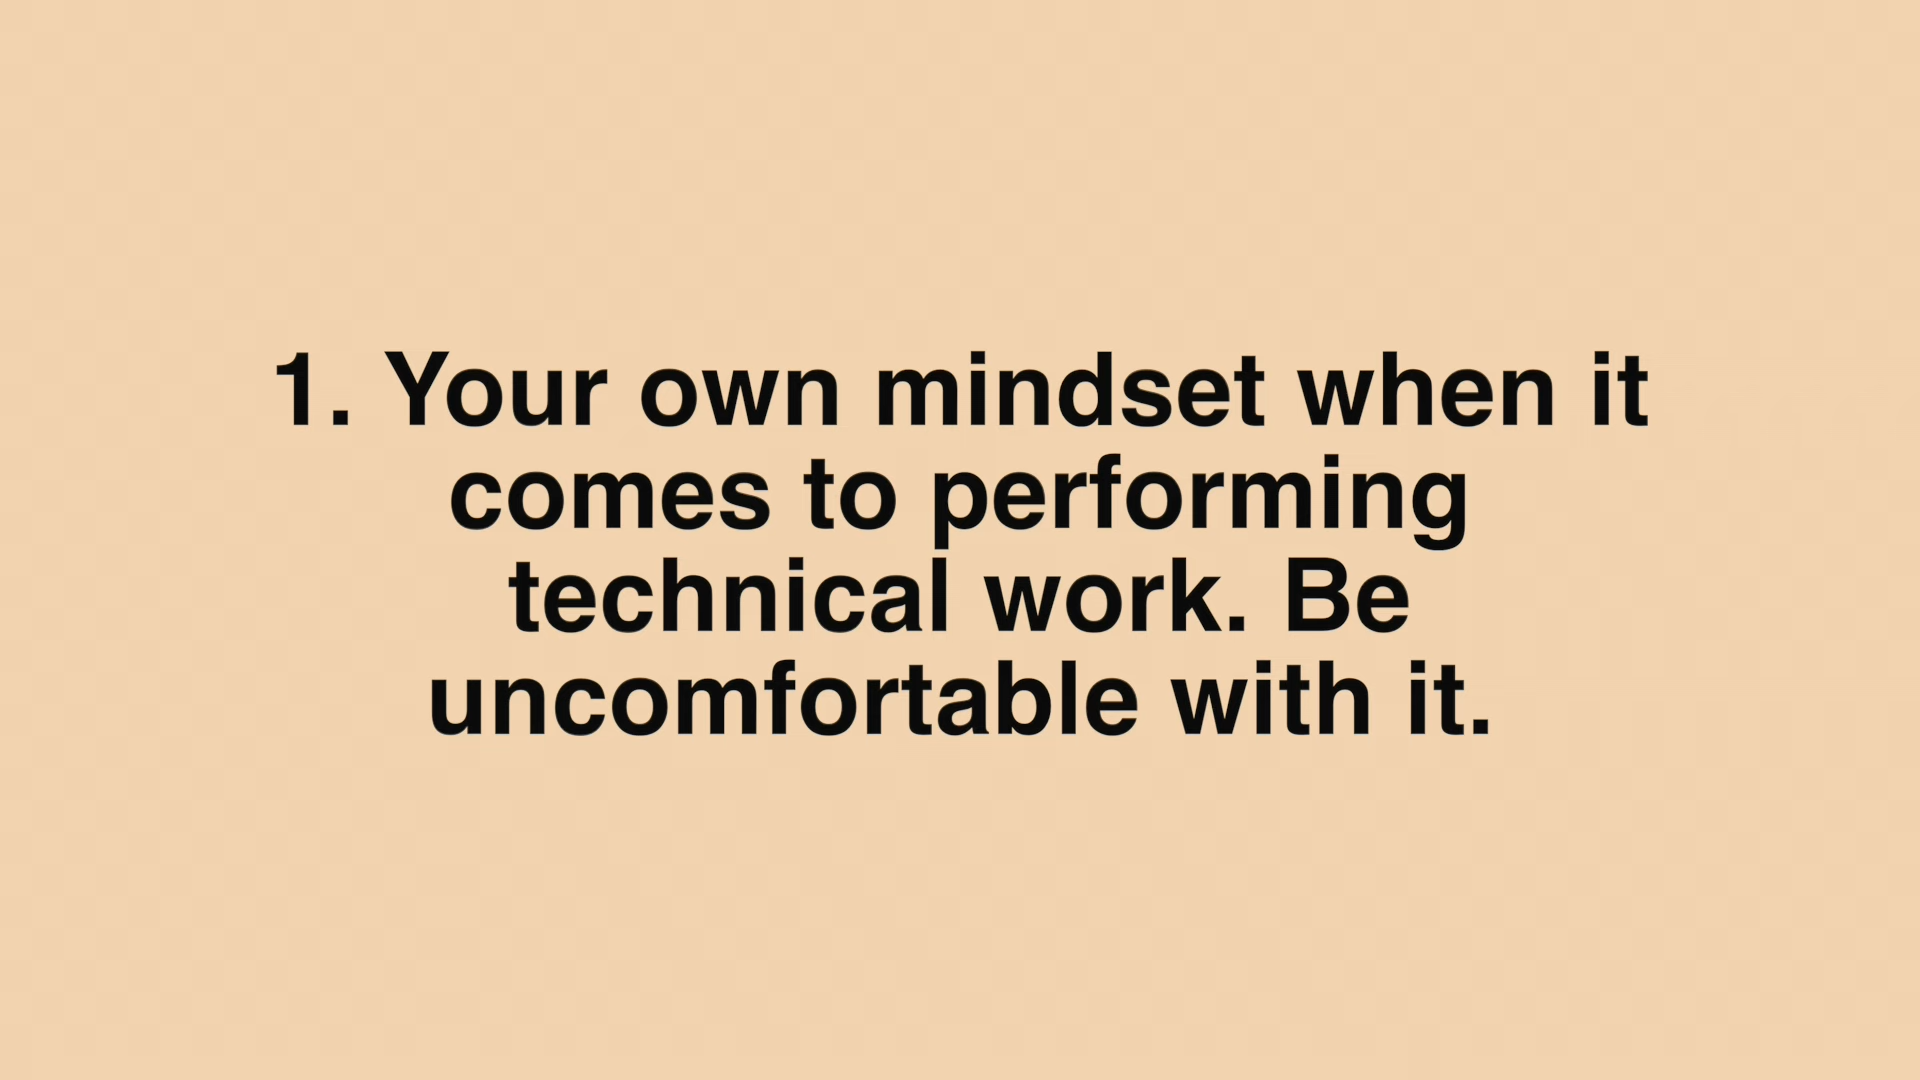 1. Your own mindset when it
comes to performing
technical work. Be
uncomfortable with it.